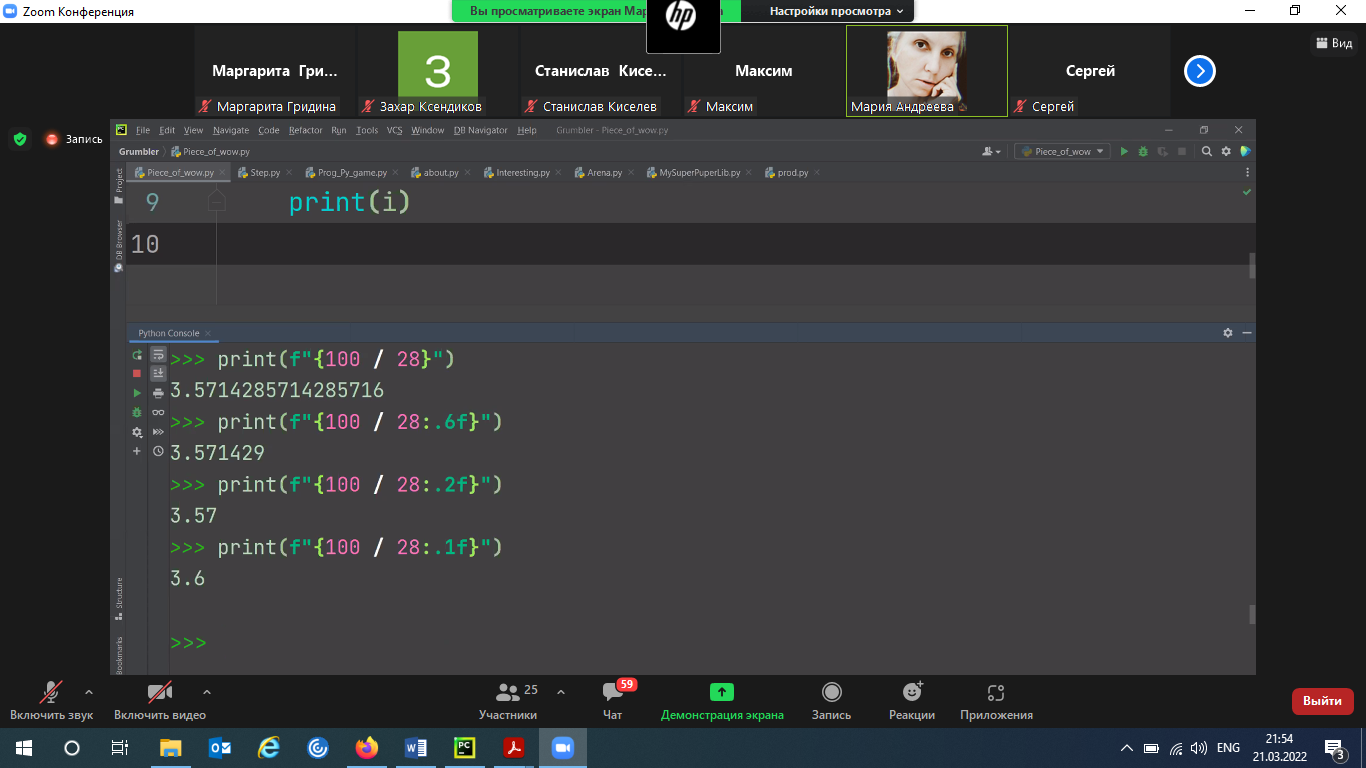 Zoom Конференция
Вы просматриваете экран Мар
а
Настройки просмотра
hp
Маргарита Гри...
З
Станислав Кисе...
Максим
Сергей
Вид
Маргарита Гридина
Захар Ксендиков
Станислав Киселев
Максим
Мария Андреева
Сергей
Запись
PC File Edit View Navigate Code Refactor Run Tools VCS Window DB Navigator Help Grumbler - Piece_of_wow.py
Grumbler Piece_of_wow.py
Piece_of_wow
Piece_of_wow.py Step.py Prog_Py_game.py about.py Interesting.py Arena.py MySuperPuperLib.py prod.py
Project
DB Browser
9 print(i)
10
Python Console
>>> print(f"{100 / 28}")
3.5714285714285716
>>> print(f"{100 / 28:.6f}")
3.571429
>>> print(f"{100 / 28:.2f}")
3.57
>>> print(f"{100 / 28:.1f}")
3.6
>>>
Structure
Bookmarks
Включить звук
Включить видео
25
Участники
59
Чат
Демонстрация экрана
Запись
Реакции
Приложения
Выйти
PC
ENG
21:54
21.03.2022
3